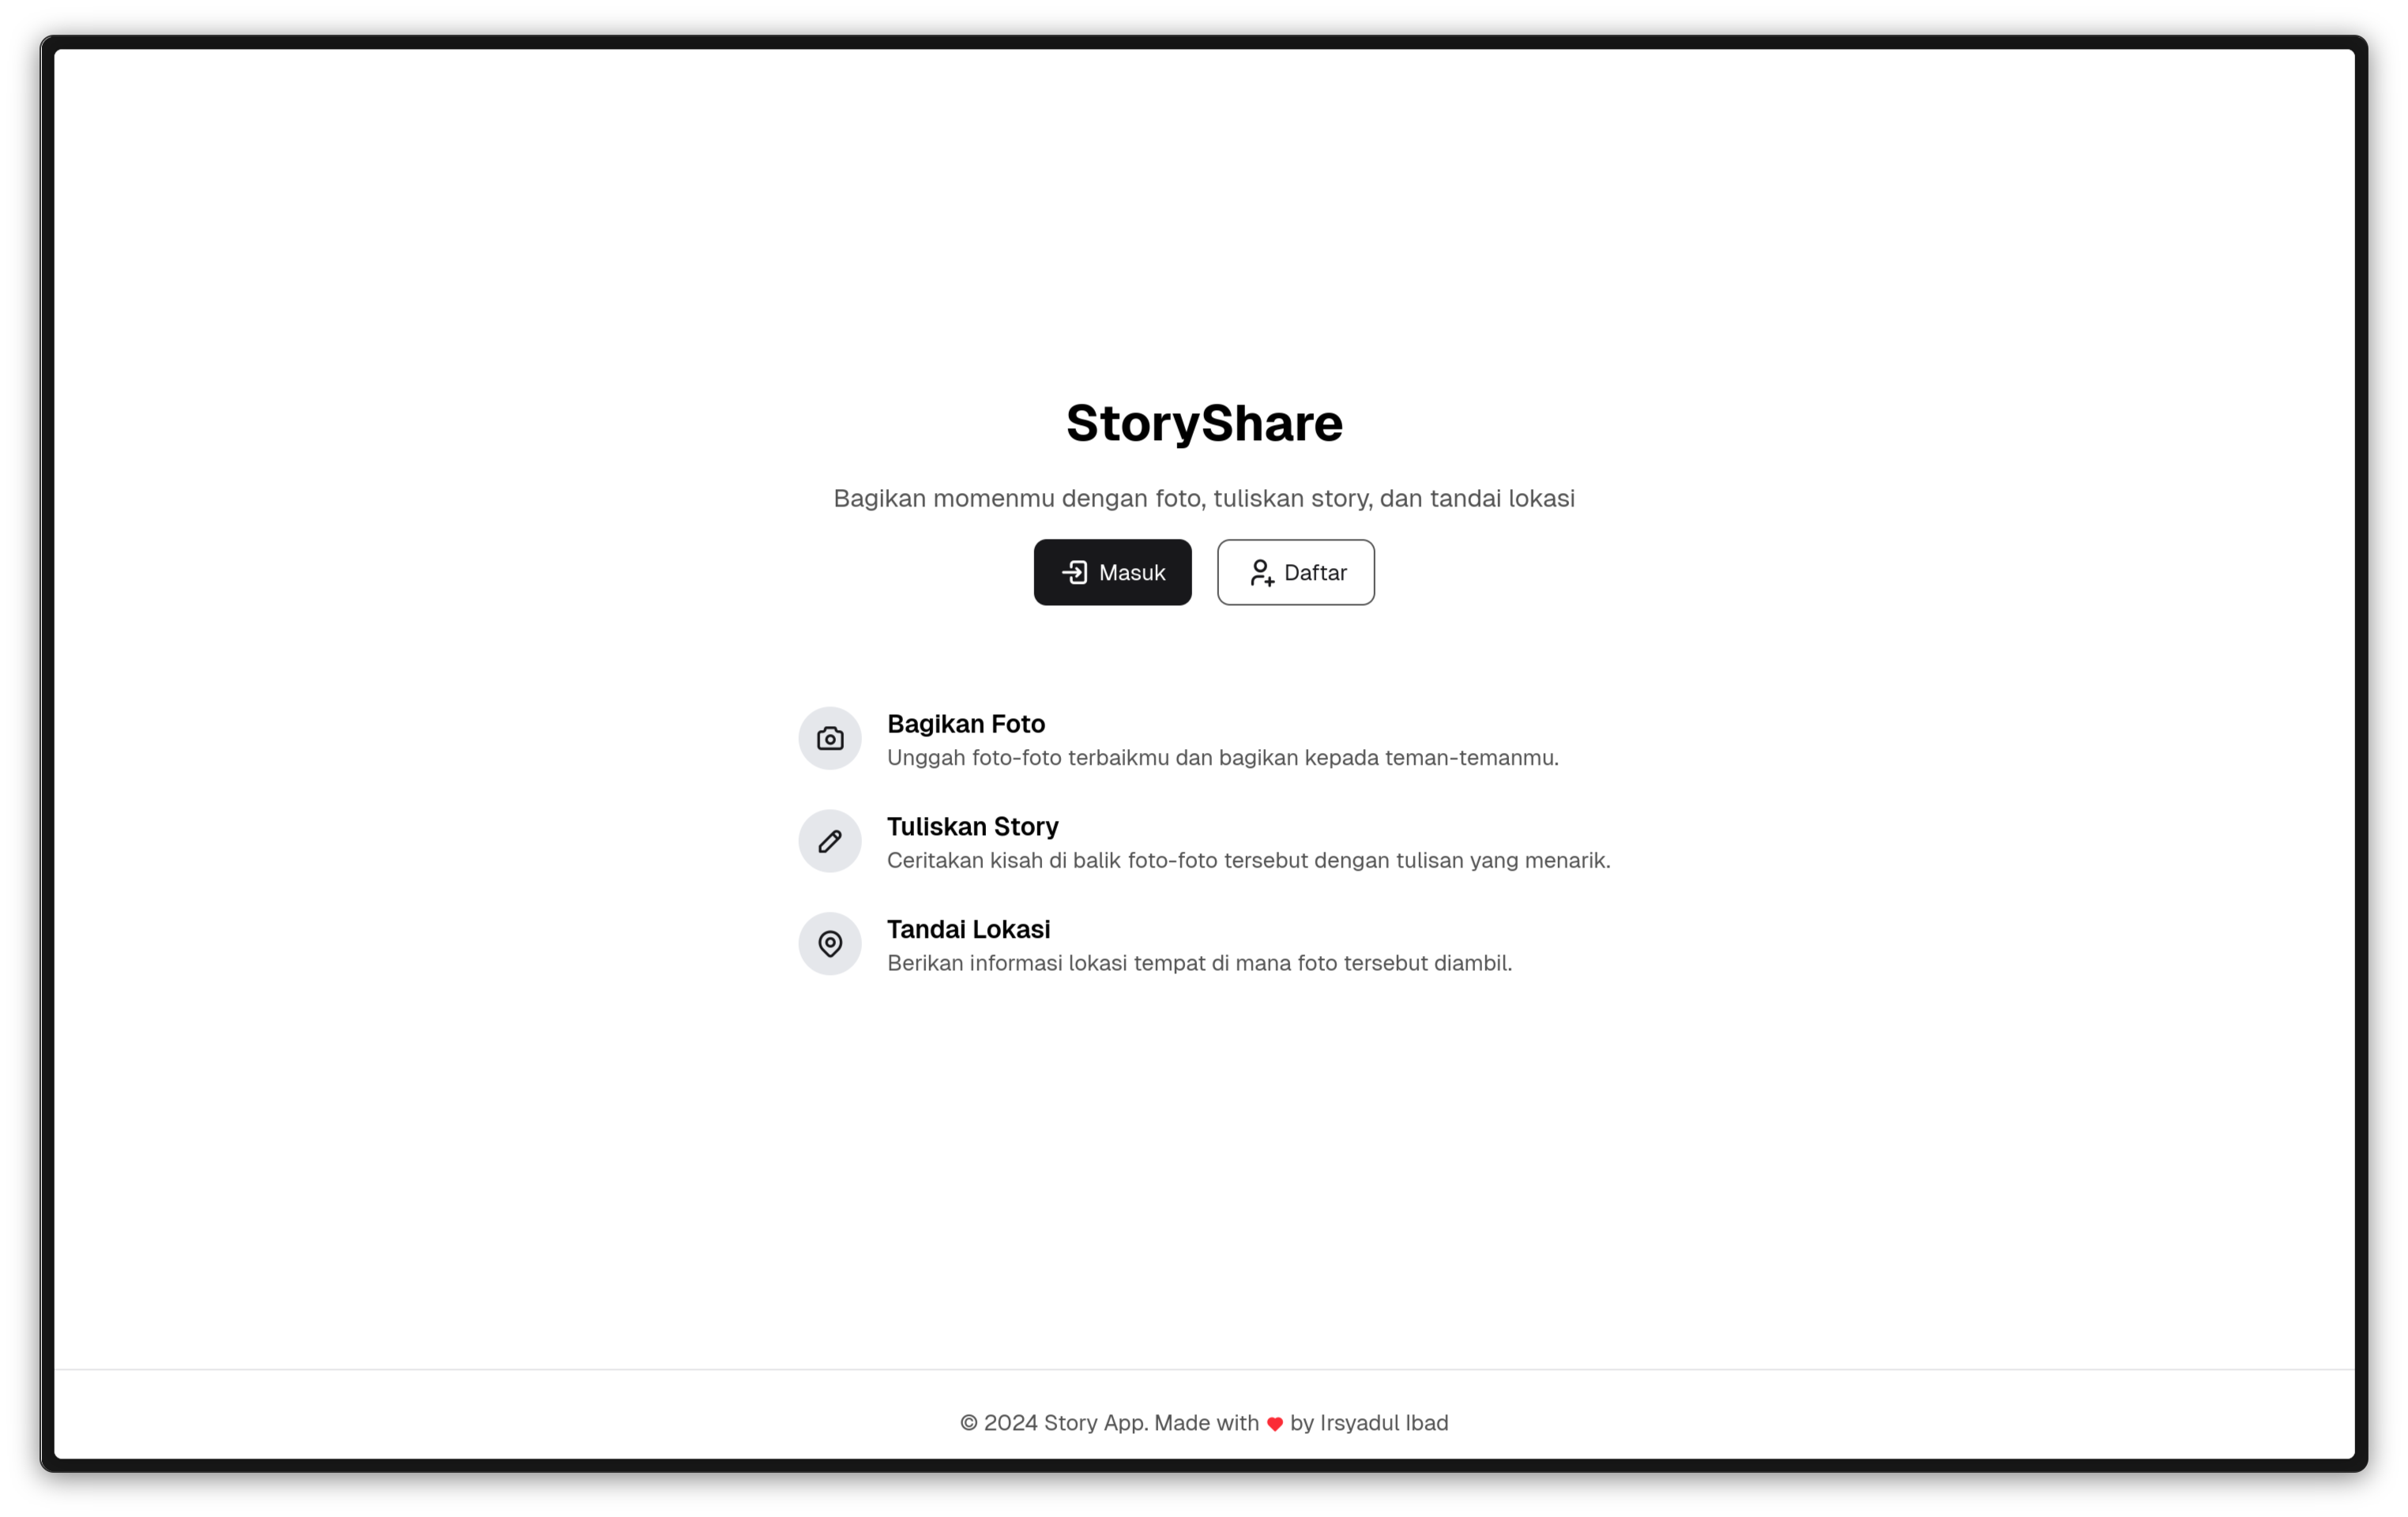 StoryShare
Bagikan momenmu dengan foto, tuliskan story, dan tandai lokasi
Masuk
Daftar
Bagikan Foto
Unggah foto-foto terbaikmu dan bagikan kepada teman-temanmu.
Tuliskan Story
Ceritakan kisah di balik foto-foto tersebut dengan tulisan yang menarik.
Tandai Lokasi
Berikan informasi lokasi tempat di mana foto tersebut diambil.
© 2024 Story App. Made with ❤ by Irsyadul Ibad